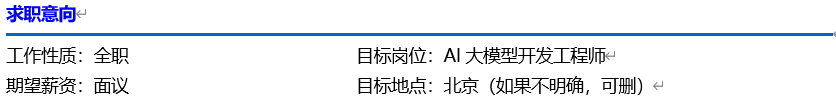 求职意向
工作性质：全职 目标岗位：AI 大模型开发工程师
期望薪资：面议 目标地点：北京（如果不明确，可删）